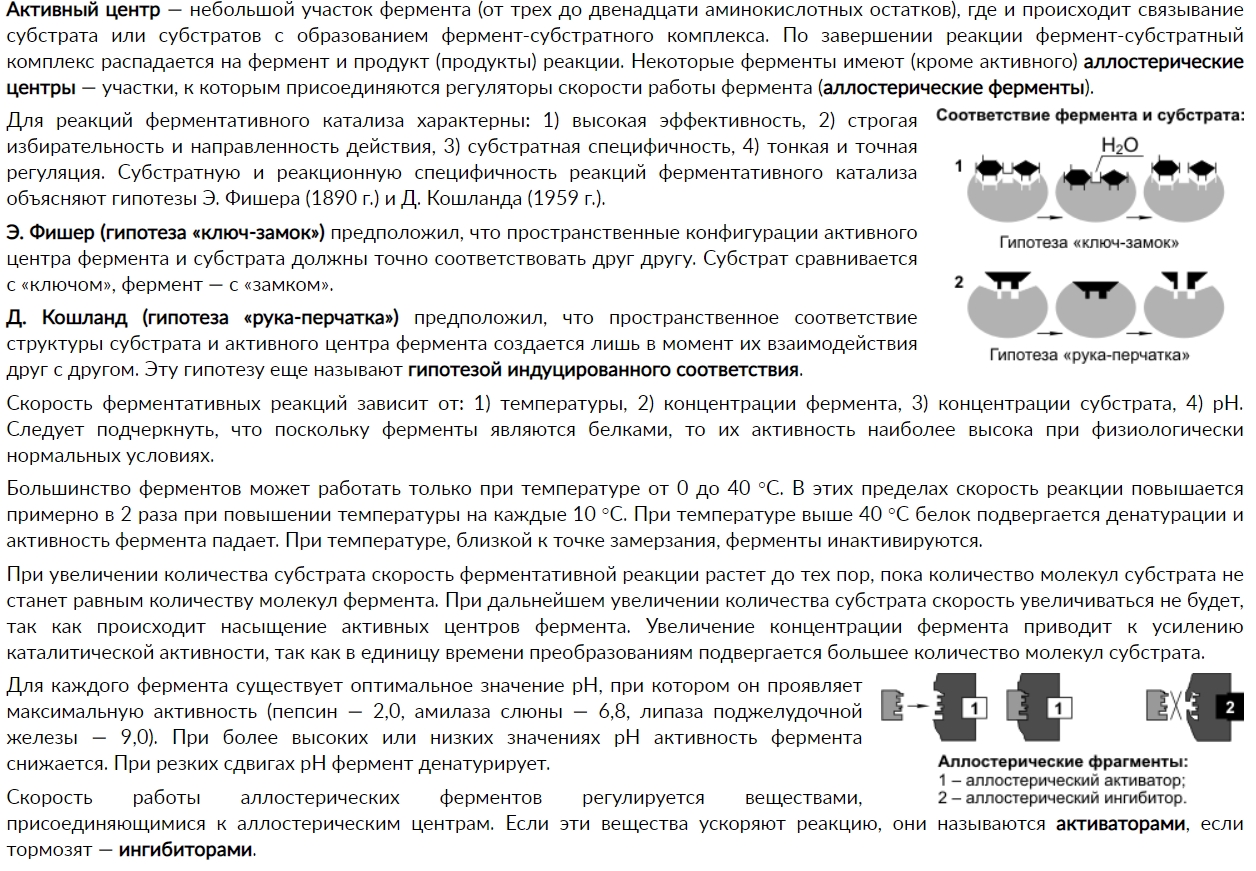 Активный центр — небольшой участок фермента (от трех до двенадцати аминокислотных остатков), где и происходит связывание
субстрата или субстратов с образованием фермент-субстратного комплекса. По завершении реакции фермент-субстратный
комплекс распадается на фермент и продукт (продукты) реакции. Некоторые ферменты имеют (кроме активного) аллостерические
центры — участки, к которым присоединяются регуляторы скорости работы фермента (аллостерические ферменты).
Для реакций ферментативного катализа характерны: 1) высокая эффективность, 2) строгая
избирательность и направленность действия, 3) субстратная специфичность, 4) тонкая и точная
регуляция. Субстратную и реакционную специфичность реакций ферментативного катализа
объясняют гипотезы Э. Фишера (1890 г.) и Д. Кошланда (1959 г.).
Э. Фишер (гипотеза «ключ-замок») предположил, что пространственные конфигурации активного
центра фермента и субстрата должны точно соответствовать друг другу. Субстрат сравнивается
с «ключом», фермент — с «замком».
Д. Кошланд (гипотеза «рука-перчатка») предположил, что пространственное соответствие
структуры субстрата и активного центра фермента создается лишь в момент их взаимодействия
друг с другом. Эту гипотезу еще называют гипотезой индуцированного соответствия.
Соответствие фермента и субстрата:
H₂O
1
Гипотеза «ключ-замок»
2
Гипотеза «рука-перчатка»
Скорость ферментативных реакций зависит от: 1) температуры, 2) концентрации фермента, 3) концентрации субстрата, 4) рН.
Следует подчеркнуть, что поскольку ферменты являются белками, то их активность наиболее высока при физиологически
нормальных условиях.
Большинство ферментов может работать только при температуре от 0 до 40 °С. В этих пределах скорость реакции повышается
примерно в 2 раза при повышении температуры на каждые 10 °С. При температуре выше 40 °С белок подвергается денатурации и
активность фермента падает. При температуре, близкой к точке замерзания, ферменты инактивируются.
При увеличении количества субстрата скорость ферментативной реакции растет до тех пор, пока количество молекул субстрата не
станет равным количеству молекул фермента. При дальнейшем увеличении количества субстрата скорость увеличиваться не будет,
так как происходит насыщение активных центров фермента. Увеличение концентрации фермента приводит к усилению
каталитической активности, так как в единицу времени преобразованиям подвергается большее количество молекул субстрата.
Для каждого фермента существует оптимальное значение рН, при котором он проявляет
максимальную активность (пепсин — 2,0, амилаза слюны — 6,8, липаза поджелудочной
железы — 9,0). При более высоких или низких значениях рН активность фермента
снижается. При резких сдвигах рН фермент денатурирует.
1 1 2
Аллостерические фрагменты:
1 – аллостерический активатор;
2 – аллостерический ингибитор.
Скорость работы аллостерических ферментов регулируется веществами,
присоединяющимися к аллостерическим центрам. Если эти вещества ускоряют реакцию, они называются активаторами, если
тормозят — ингибиторами.